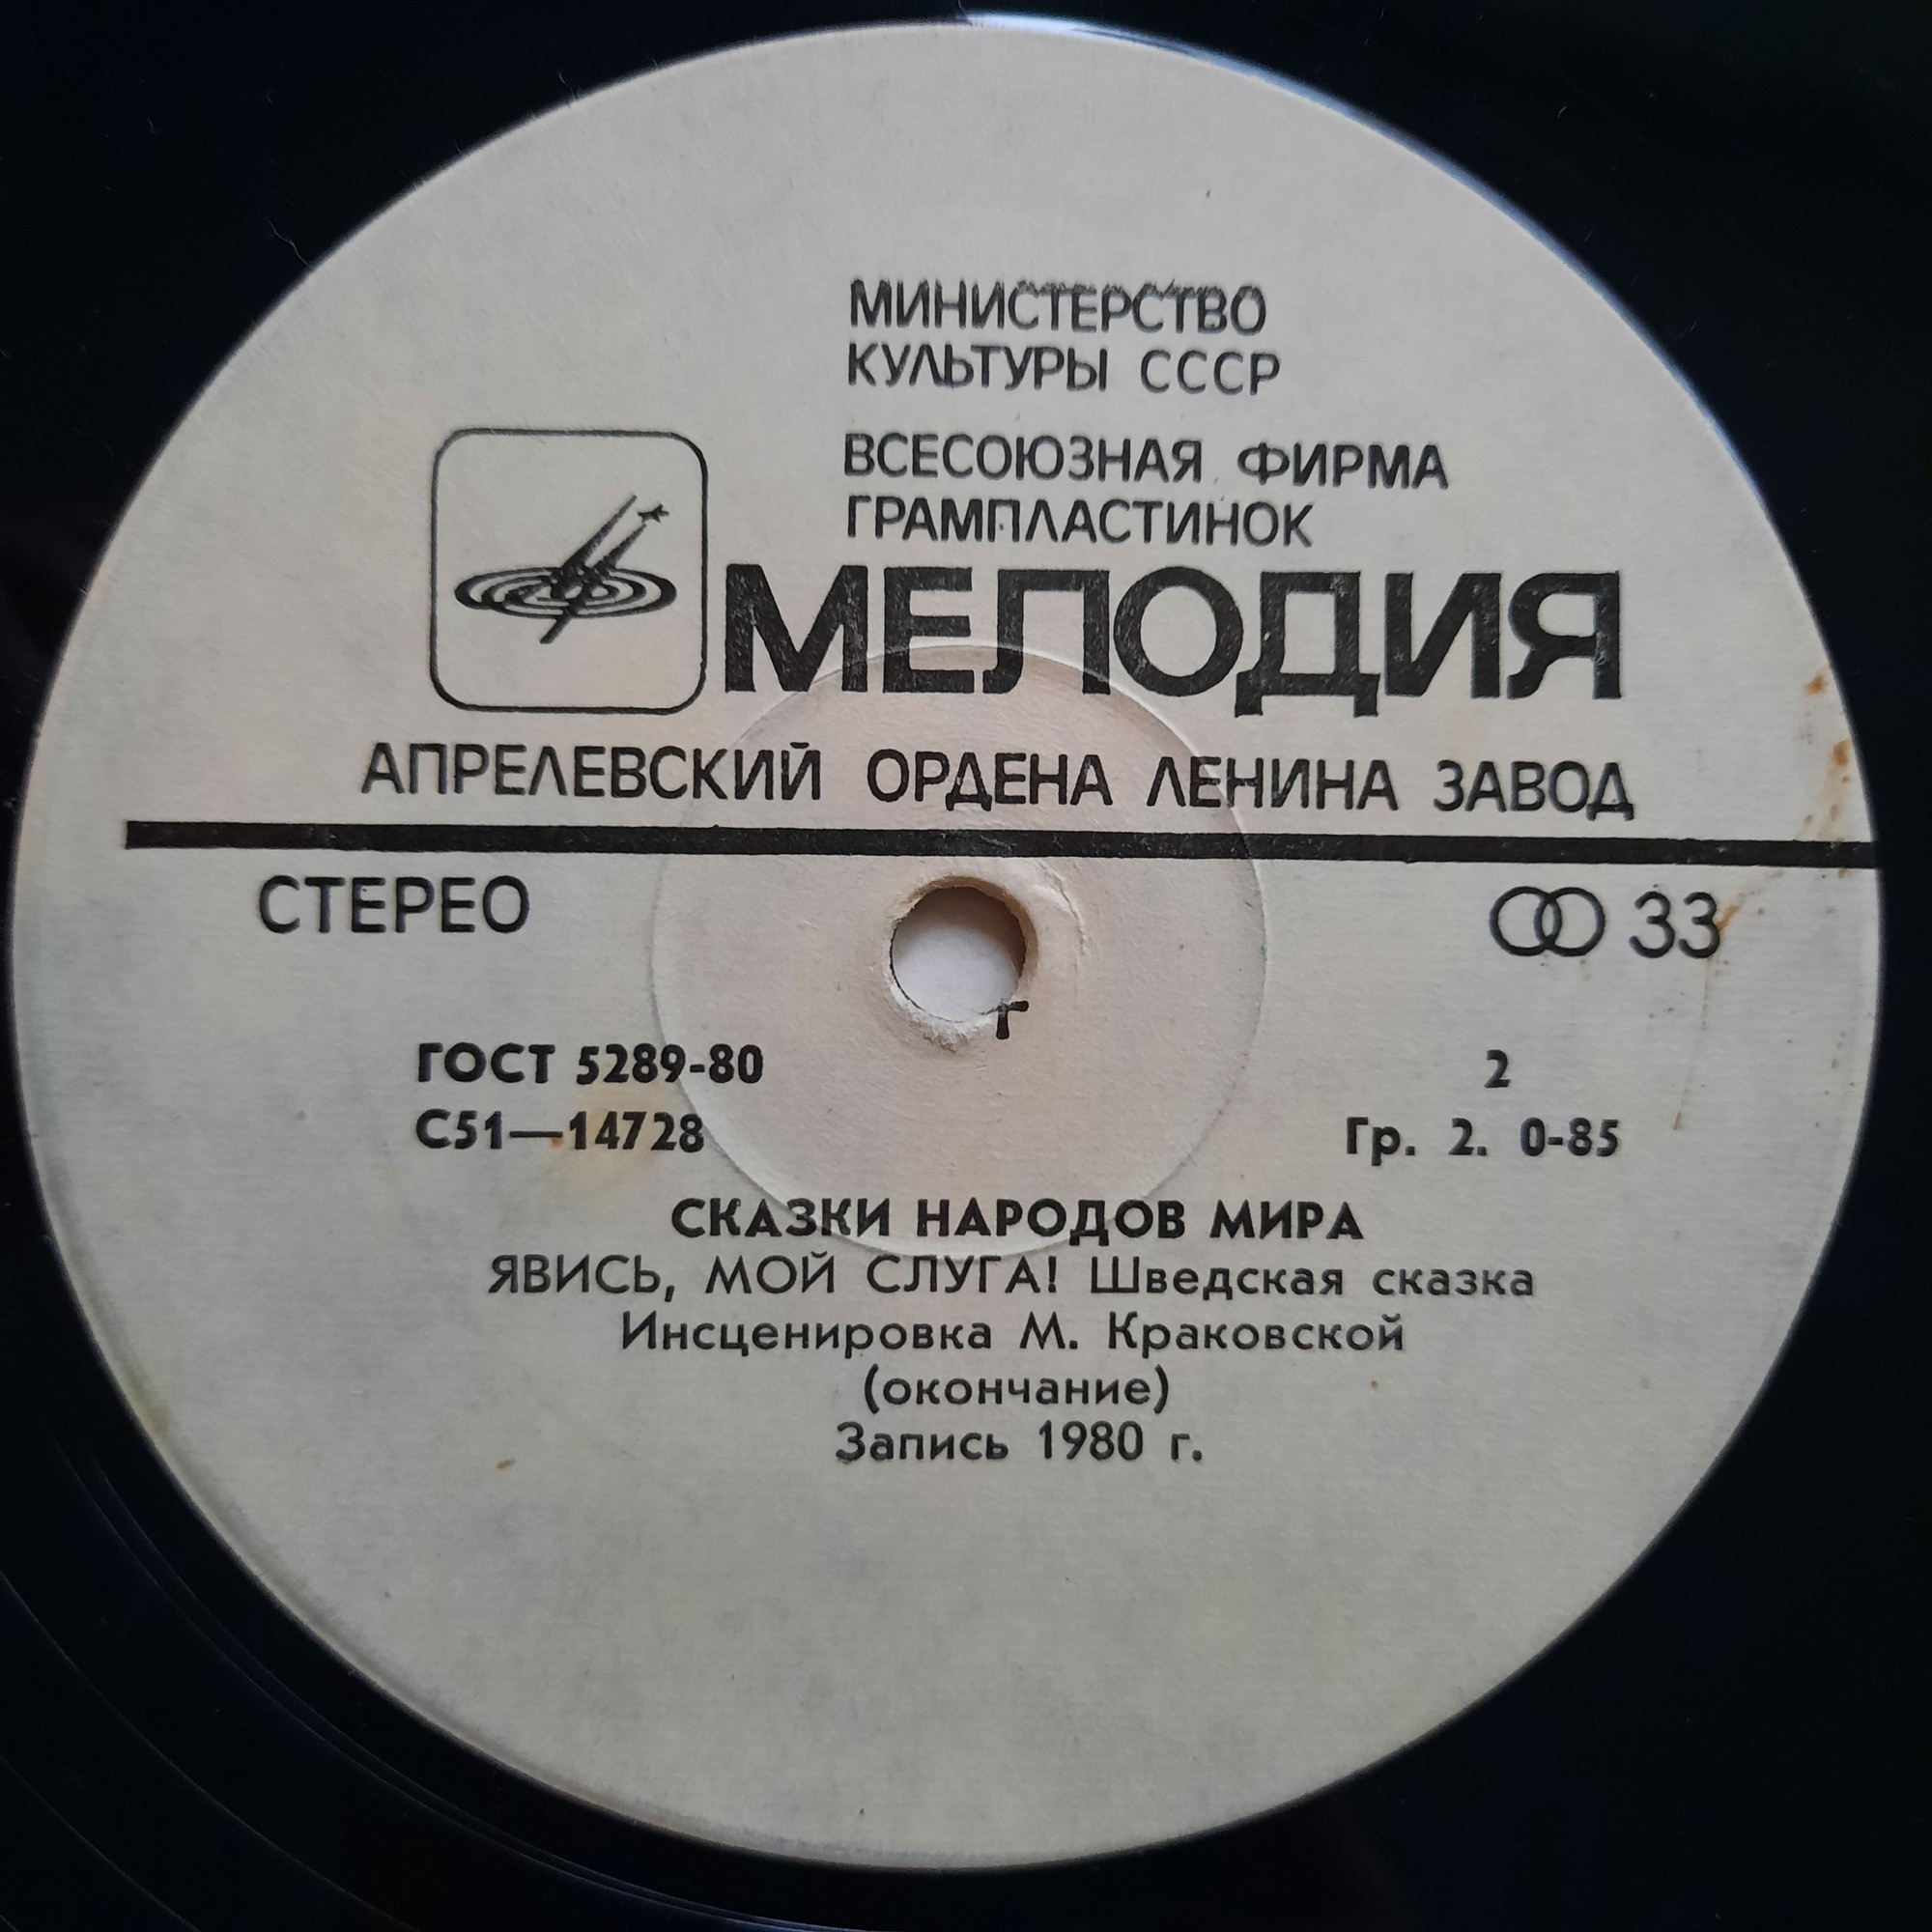 МИНИСТЕРСТВО
КУЛЬТУРЫ СССР
ВСЕСОЮЗНАЯ ФИРМА
ГРАМПЛАСТИНОК
МЕЛОДИЯ
АПРЕЛЕВСКИЙ ОРДЕНА ЛЕНИНА ЗАВОД
СТЕРЕО 33
г
ГОСТ 5289-80 2
С51—14728 Гр. 2. 0-85
СКАЗКИ НАРОДОВ МИРА
ЯВИСЬ, МОЙ СЛУГА! Шведская сказка
Инсценировка М. Краковской
(окончание)
Запись 1980 г.